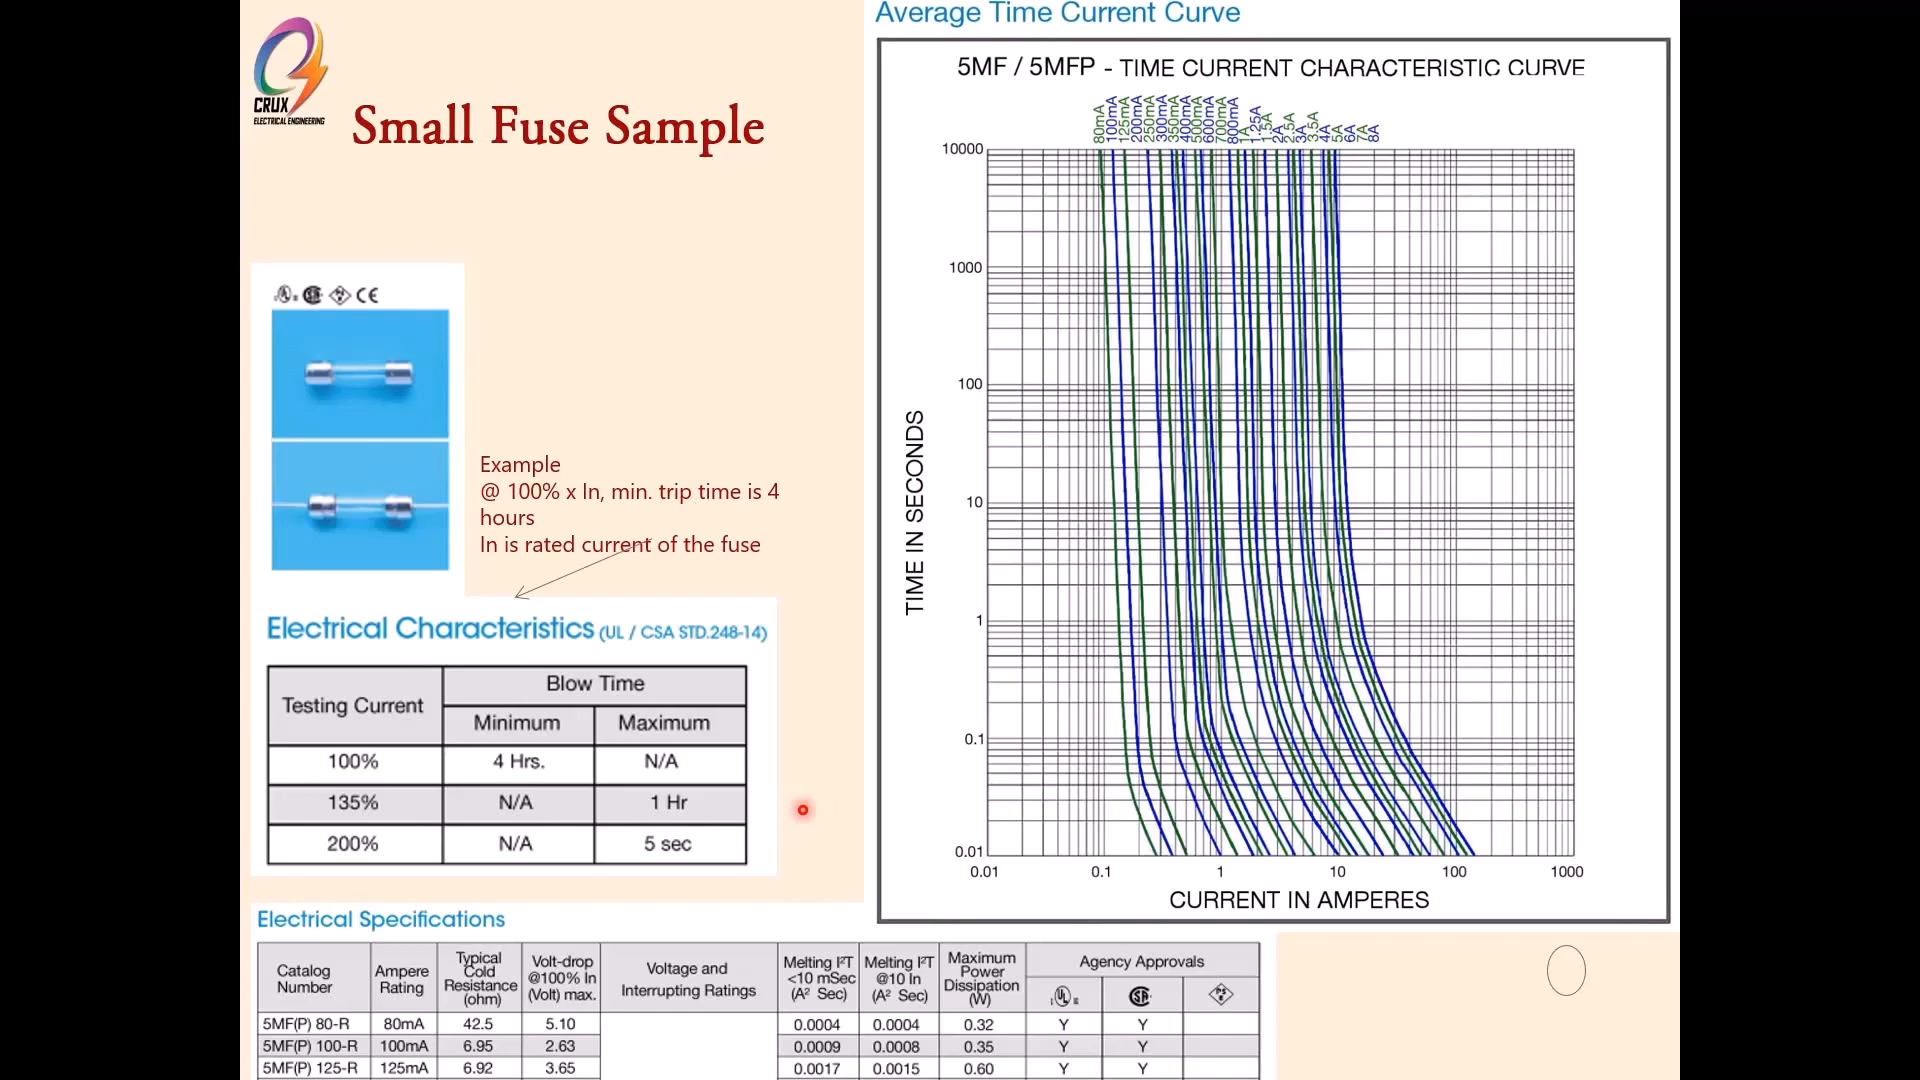 CRUX
ELECTRICAL ENGINEERING
Small Fuse Sample
Example
@ 100% x In, min. trip time is 4
hours
In is rated current of the fuse
Electrical Characteristics (UL / CSA STD.248-14)
Testing Current
Blow Time
Minimum Maximum
100% 4 Hrs. N/A
135% N/A 1 Hr
200% N/A 5 sec
Average Time Current Curve
5MF / 5MFP - TIME CURRENT CHARACTERISTIC CURVE
80mA 100mA 125mA 200mA 250mA 300mA 350mA 400mA 500mA 600mA 700mA 800mA 1A 1.25A 1.5A 2A 2.5A 3A 3.5A 4A 5A 6A 7A 8A
10000
1000
100
10
1
0.1
0.01
TIME IN SECONDS
0.01 0.1 1 10 100 1000
CURRENT IN AMPERES
Electrical Specifications
Catalog
Number
Ampere
Rating
Typical
Cold
Resistance
(ohm)
Volt-drop
@100% In
(Volt) max.
Voltage and
Interrupting Ratings
Melting I²T
<10 mSec
(A² Sec)
Melting I²T
@10 In
(A² Sec)
Maximum
Power
Dissipation
(W)
Agency Approvals
5MF(P) 80-R 80mA 42.5 5.10 0.0004 0.0004 0.32 Y Y
5MF(P) 100-R 100mA 6.95 2.63 0.0009 0.0008 0.35 Y Y
5MF(P) 125-R 125mA 6.92 3.65 0.0017 0.0015 0.60 Y Y